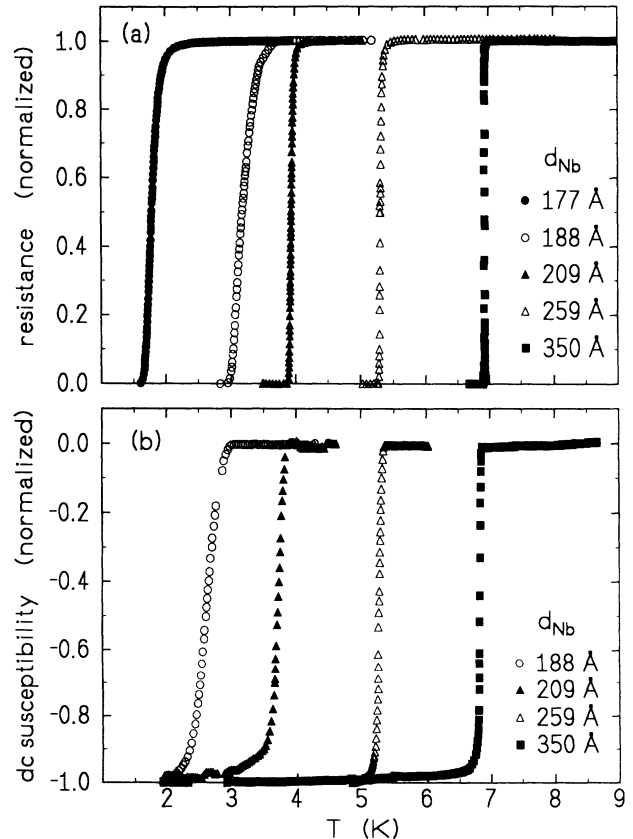 (a)
resistance (normalized)
1.0
0.8
0.6
0.4
0.2
0.0
dNb
● 177 Å
○ 188 Å
▲ 209 Å
△ 259 Å
■ 350 Å
(b)
dc susceptibility (normalized)
0.0
-0.2
-0.4
-0.6
-0.8
-1.0
dNb
○ 188 Å
▲ 209 Å
△ 259 Å
■ 350 Å
2 3 4 5 6 7 8 9
T (K)